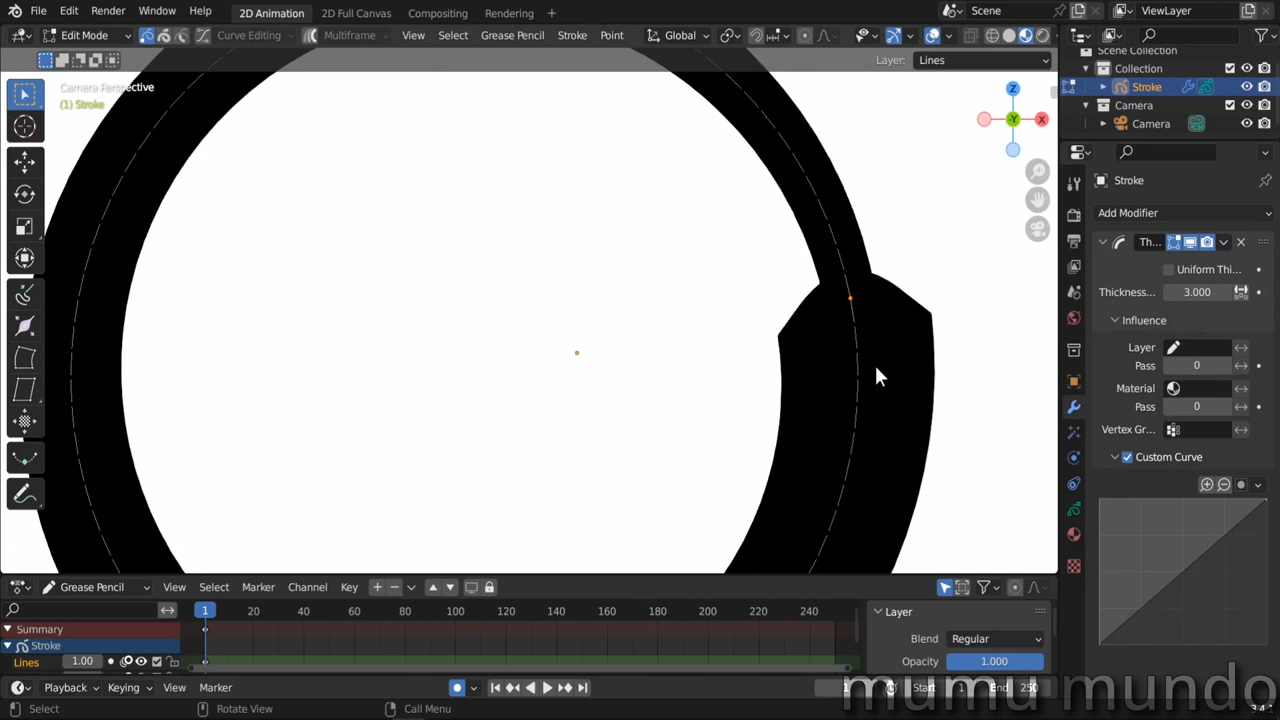 File Edit Render Window Help 2D Animation 2D Full Canvas Compositing Rendering + Scene ViewLayer
Edit Mode Curve Editing Multiframe View Select Grease Pencil Stroke Point Global
Layer: Lines
Camera Perspective
(1) Stroke
Z
-Y
X
Scene Collection
Collection
Stroke
Camera
Camera
Stroke
Add Modifier
Th...
Uniform Thi...
Thickness... 3.000
Influence
Layer
Pass 0
Material
Pass 0
Vertex Gr...
Custom Curve
Grease Pencil View Select Marker Channel Key
1 20 40 60 80 100 120 140 160 180 200 220 240
Summary
Stroke
Lines 1.00
Layer
Blend Regular
Opacity 1.000
Playback Keying View Marker 1 Start 1 End 250
mumu mundo
Select Rotate View Call Menu 3.4.1